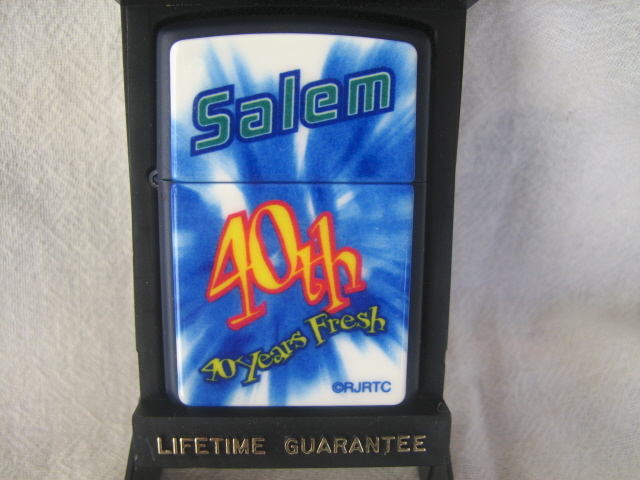 Salem
40th
40 Years Fresh
©RJRTC
LIFETIME GUARANTEE